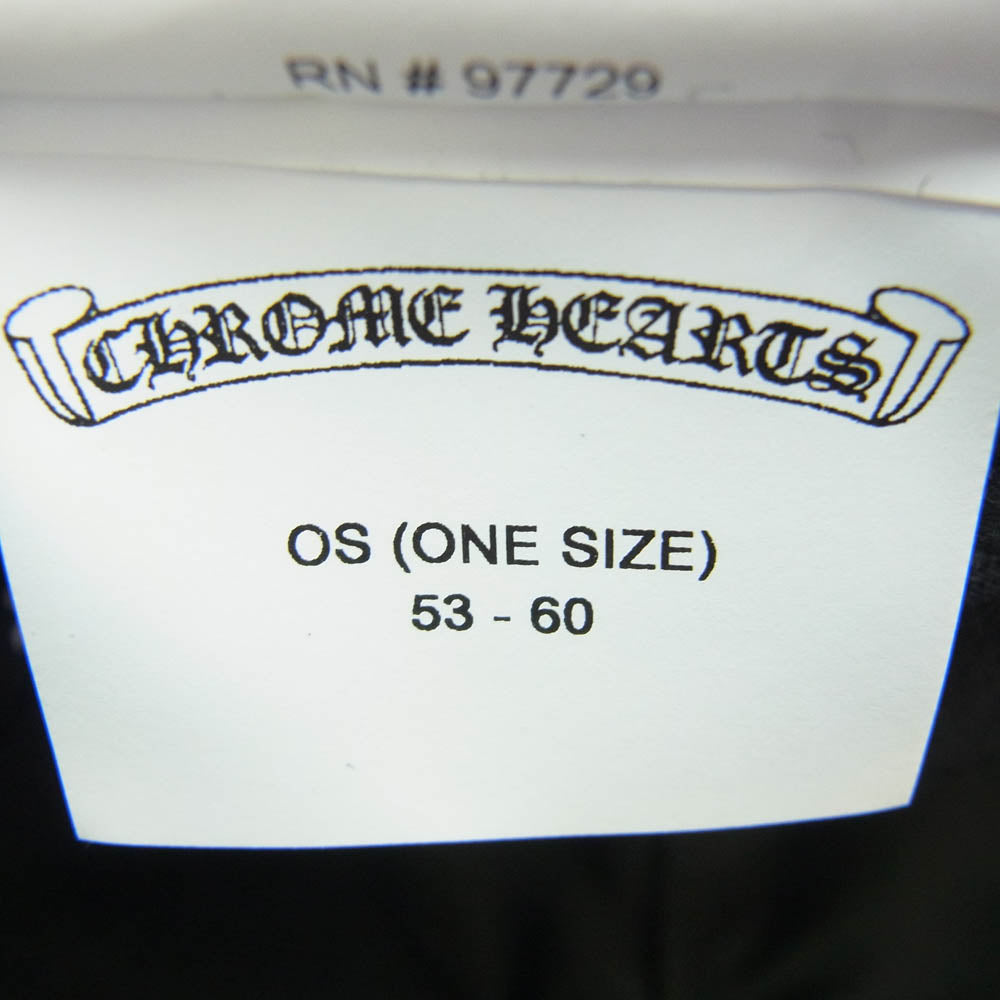 RN # 97729
CHROME HEARTS
OS (ONE SIZE)
53 - 60